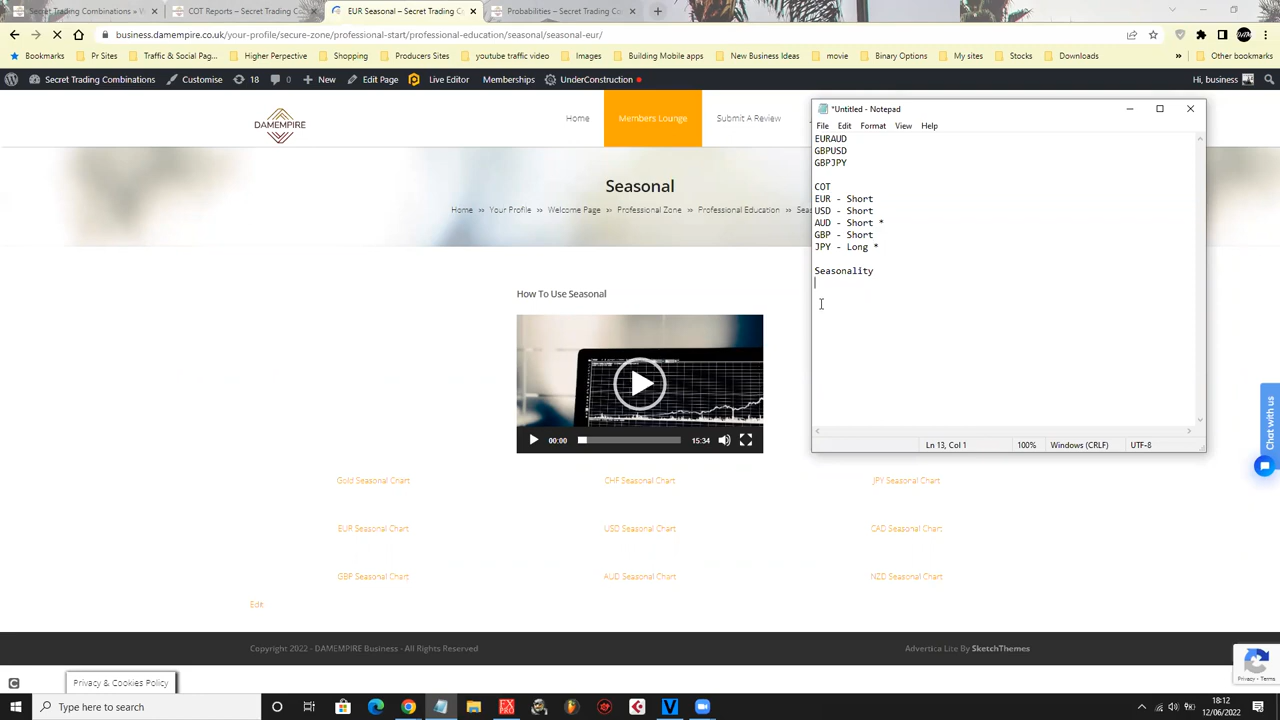 Secret Trading Combinations – V
COT Reports – Secret Trading Co
EUR Seasonal – Secret Trading C
Probabilities – Secret Trading Co
business.damempire.co.uk/your-profile/secure-zone/professional-start/professional-education/seasonal/seasonal-eur/
Bookmarks
Pr Sites
Traffic & Social Pag...
Higher Perpective
Shopping
Producers Sites
youtube traffic video
Images
Building Mobile apps
New Business Ideas
movie
Binary Options
My sites
Stocks
Downloads
»
Other bookmarks
Secret Trading Combinations
Customise
18
0
+ New
Edit Page
Live Editor
Memberships
UnderConstruction
Hi, business
DAMEMPIRE
Home
Members Lounge
Submit A Review
Seasonal
Home » Your Profile » Welcome Page » Professional Zone » Professional Education » Seas
*Untitled - Notepad
File Edit Format View Help
EURAUD
GBPUSD
GBPJPY
COT
EUR - Short
USD - Short
AUD - Short *
GBP - Short
JPY - Long *
Seasonality
Ln 13, Col 1
100%
Windows (CRLF)
UTF-8
How To Use Seasonal
00:00
15:34
Gold Seasonal Chart
CHF Seasonal Chart
JPY Seasonal Chart
EUR Seasonal Chart
USD Seasonal Chart
CAD Seasonal Chart
GBP Seasonal Chart
AUD Seasonal Chart
NZD Seasonal Chart
Edit
Chat with us
Copyright 2022 - DAMEMPIRE Business - All Rights Reserved
Advertica Lite By SketchThemes
Privacy & Cookies Policy
Privacy - Terms
Type here to search
18:12
12/06/2022